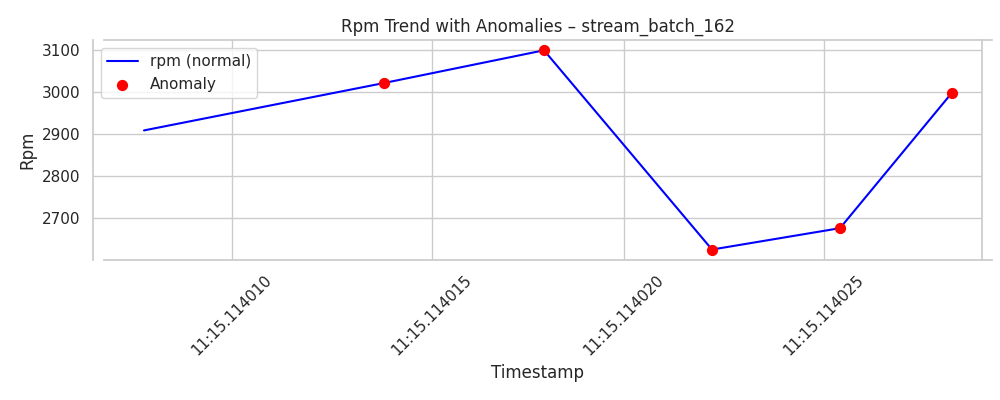 Rpm Trend with Anomalies – stream_batch_162
rpm (normal)
Anomaly
Rpm
3100
3000
2900
2800
2700
11:15.114010
11:15.114015
11:15.114020
11:15.114025
Timestamp